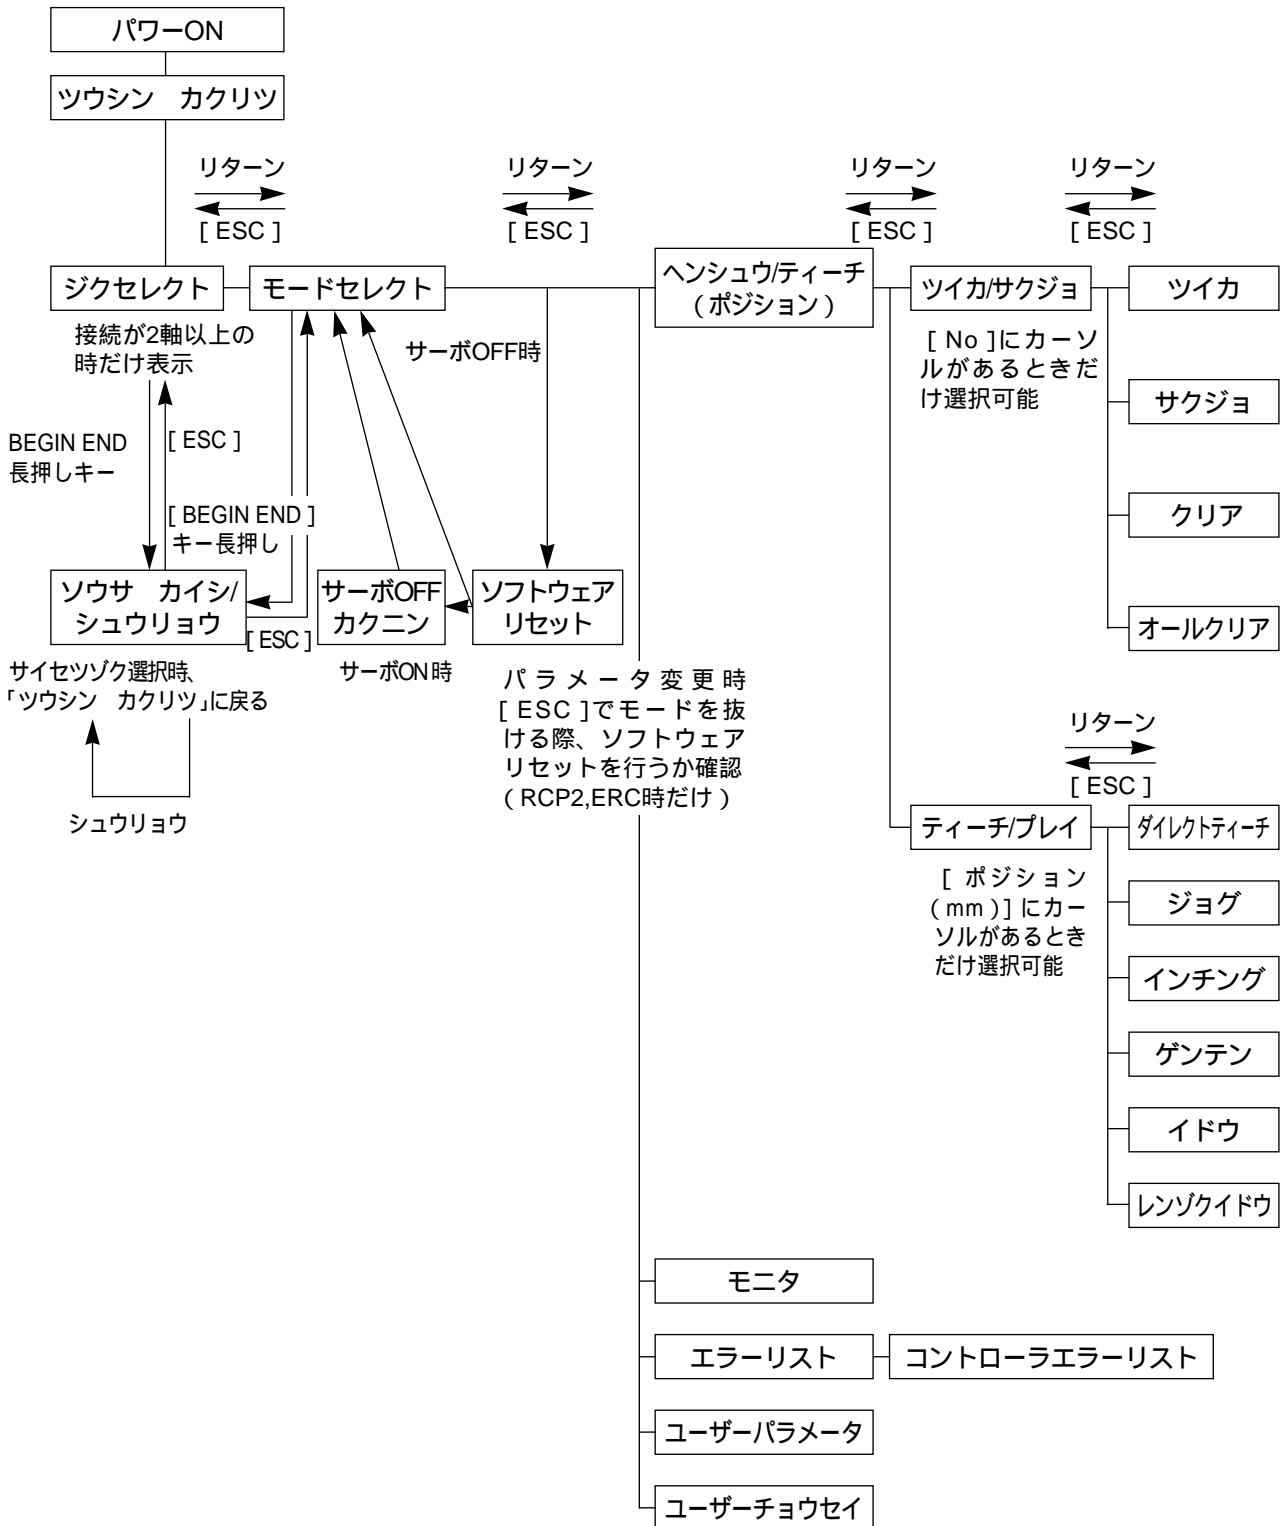 パワーON
ツウシン　カクリツ
リターン
[ ESC ]
リターン
[ ESC ]
リターン
[ ESC ]
リターン
[ ESC ]
ジクセレクト
モードセレクト
ヘンシュウ/ティーチ
( ポジション )
ツイカ/サクジョ
ツイカ
接続が2軸以上の
時だけ表示
サーボOFF時
[ No ]にカーソ
ルがあるときだ
け選択可能
サクジョ
クリア
オールクリア
BEGIN END
長押しキー
[ ESC ]
[ BEGIN END ]
キー長押し
ソウサ　カイシ/
シュウリョウ
[ ESC ]
サーボOFF
カクニン
ソフトウェア
リセット
サイセツゾク選択時、
「ツウシン　カクリツ」に戻る
シュウリョウ
サーボON時
パラメータ変更時
[ ESC ]でモードを抜
ける際、ソフトウェア
リセットを行うか確認
( RCP2,ERC時だけ )
リターン
[ ESC ]
ティーチ/プレイ
ダイレクトティーチ
[ ポジション
( mm )] にカー
ソルがあるとき
だけ選択可能
ジョグ
インチング
ゲンテン
イドウ
レンゾクイドウ
モニタ
エラーリスト
コントローラエラーリスト
ユーザーパラメータ
ユーザーチョウセイ